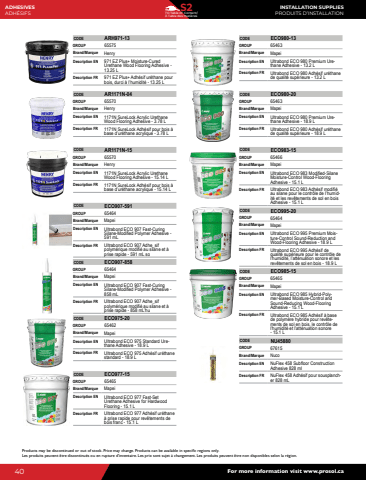 ADHESIVES
ADHÉSIFS
52
INSTALLATION SUPPLIES
PRODUITS D'INSTALLATION
CODE ARH971-13
GROUP 65575
Brand/Marque Henry
Description EN 971 EZ Plus+ Moisture-Cured
Urethane Wood Flooring Adhesive -
13.25 L
Description FR 971 EZ Plus+ Adhésif uréthane pour
bois, durci à l'humidité - 13.25 L
CODE AR1171N-04
GROUP 65570
Brand/Marque Henry
Description EN 1171N SureLock Acrylic Urethane
Wood Flooring Adhesive - 3.78 L
Description FR 1171N SureLock Adhésif pour bois à
base d'uréthane acrylique - 3.78 L
CODE AR1171N-15
GROUP 65570
Brand/Marque Henry
Description EN 1171N SureLock Acrylic Urethane
Wood Flooring Adhesive - 15.14 L
Description FR 1171N SureLock Adhésif pour bois à
base d'uréthane acrylique - 15.14 L
CODE ECO907-591
GROUP 65464
Brand/Marque Mapei
Description EN Ultrabond ECO 907 Fast-Curing
Silane-Modified Polymer Adhesive -
591 mL
Description FR Ultrabond ECO 907 Adhé_sif
polymérique modifié au silane et à
prise rapide - 591 mL sa
CODE ECO907-858
GROUP 65464
Brand/Marque Mapei
Description EN Ultrabond ECO 907 Fast-Curing
Silane-Modified Polymer Adhesive -
858 mL
Description FR Ultrabond ECO 907 Adhé_sif
polymérique modifié au silane et à
prise rapide - 858 mL
CODE ECO975-20
GROUP 65462
Brand/Marque Mapei
Description EN Ultrabond ECO 975 Standard Ure-
thane Adhesive - 18.9 L
Description FR Ultrabond ECO 975 Adhésif uréthane
standard - 18.9 L
CODE ECO977-15
GROUP 65465
Brand/Marque Mapei
Description EN Ultrabond ECO 977 Fast-Set
Urethane Adhesive for Hardwood
Flooring - 15.1 L
Description FR Ultrabond ECO 977 Adhésif uréthane
à prise rapide pour revêtements de
bois franc - 15.1 L
CODE ECO980-13
GROUP 65463
Brand/Marque Mapei
Description EN Ultrabond ECO 980 Premium Ure-
thane Adhesive - 13.2 L
Description FR Ultrabond ECO 980 Adhésif uréthane
de qualité supérieure - 13.2 L
CODE ECO980-20
GROUP 65463
Brand/Marque Mapei
Description EN Ultrabond ECO 980 Premium Ure-
thane Adhesive - 18.9 L
Description FR Ultrabond ECO 980 Adhésif uréthane
de qualité supérieure - 18.9 L
CODE ECO983-15
GROUP 65466
Brand/Marque Mapei
Description EN Ultrabond ECO 983 Modified-Silane
Moisture-Control Wood-Flooring
Adhesive - 15.1 L
Description FR Ultrabond ECO 983 Adhésif modifié
au silane pour le contrôle de l'humid-
ité et les revêtements de sol en bois
Adhesive - 15.1 L
CODE ECO995-20
GROUP 65464
Brand/Marque Mapei
Description EN Ultrabond ECO 995 Premium Mois-
ture-Control Sound-Reduction and
Wood-Flooring Adhesive - 18.9 L
Description FR Ultrabond ECO 995 Adhésif de
qualité supérieure pour le contrôle de
l'humidité, l'atténuation sonore et les
revêtements de sol en bois - 18.9 L
CODE ECO985-15
GROUP 65465
Brand/Marque Mapei
Description EN Ultrabond ECO 985 Hybrid-Poly-
mer-Based Moisture-Control and
Sound-Reducing Wood-Flooring
Adhesive - 15.1 L
Description FR Ultrabond ECO 985 Adhésif à base
de polymère hybride pour revête-
ments de sol en bois, le contrôle de
l'humidité et l'atténuation sonore
- 15.1 L
CODE NU45880
GROUP 67615
Brand/Marque Nuco
Description EN NuFlex 458 Subfloor Construction
Adhesive 828 ml
Description FR NuFlex 458 Adhésif pour sousplanch-
er 828 mL
Products may be discontinued or out of stock. Price may change. Products can be available in specific regions only.
Les produits peuvent être discontinués ou en rupture d'inventaire. Les prix sont sujet à changement. Les produits peuvent être non disponibles selon la région.
40
For more information visit www.prosol.ca